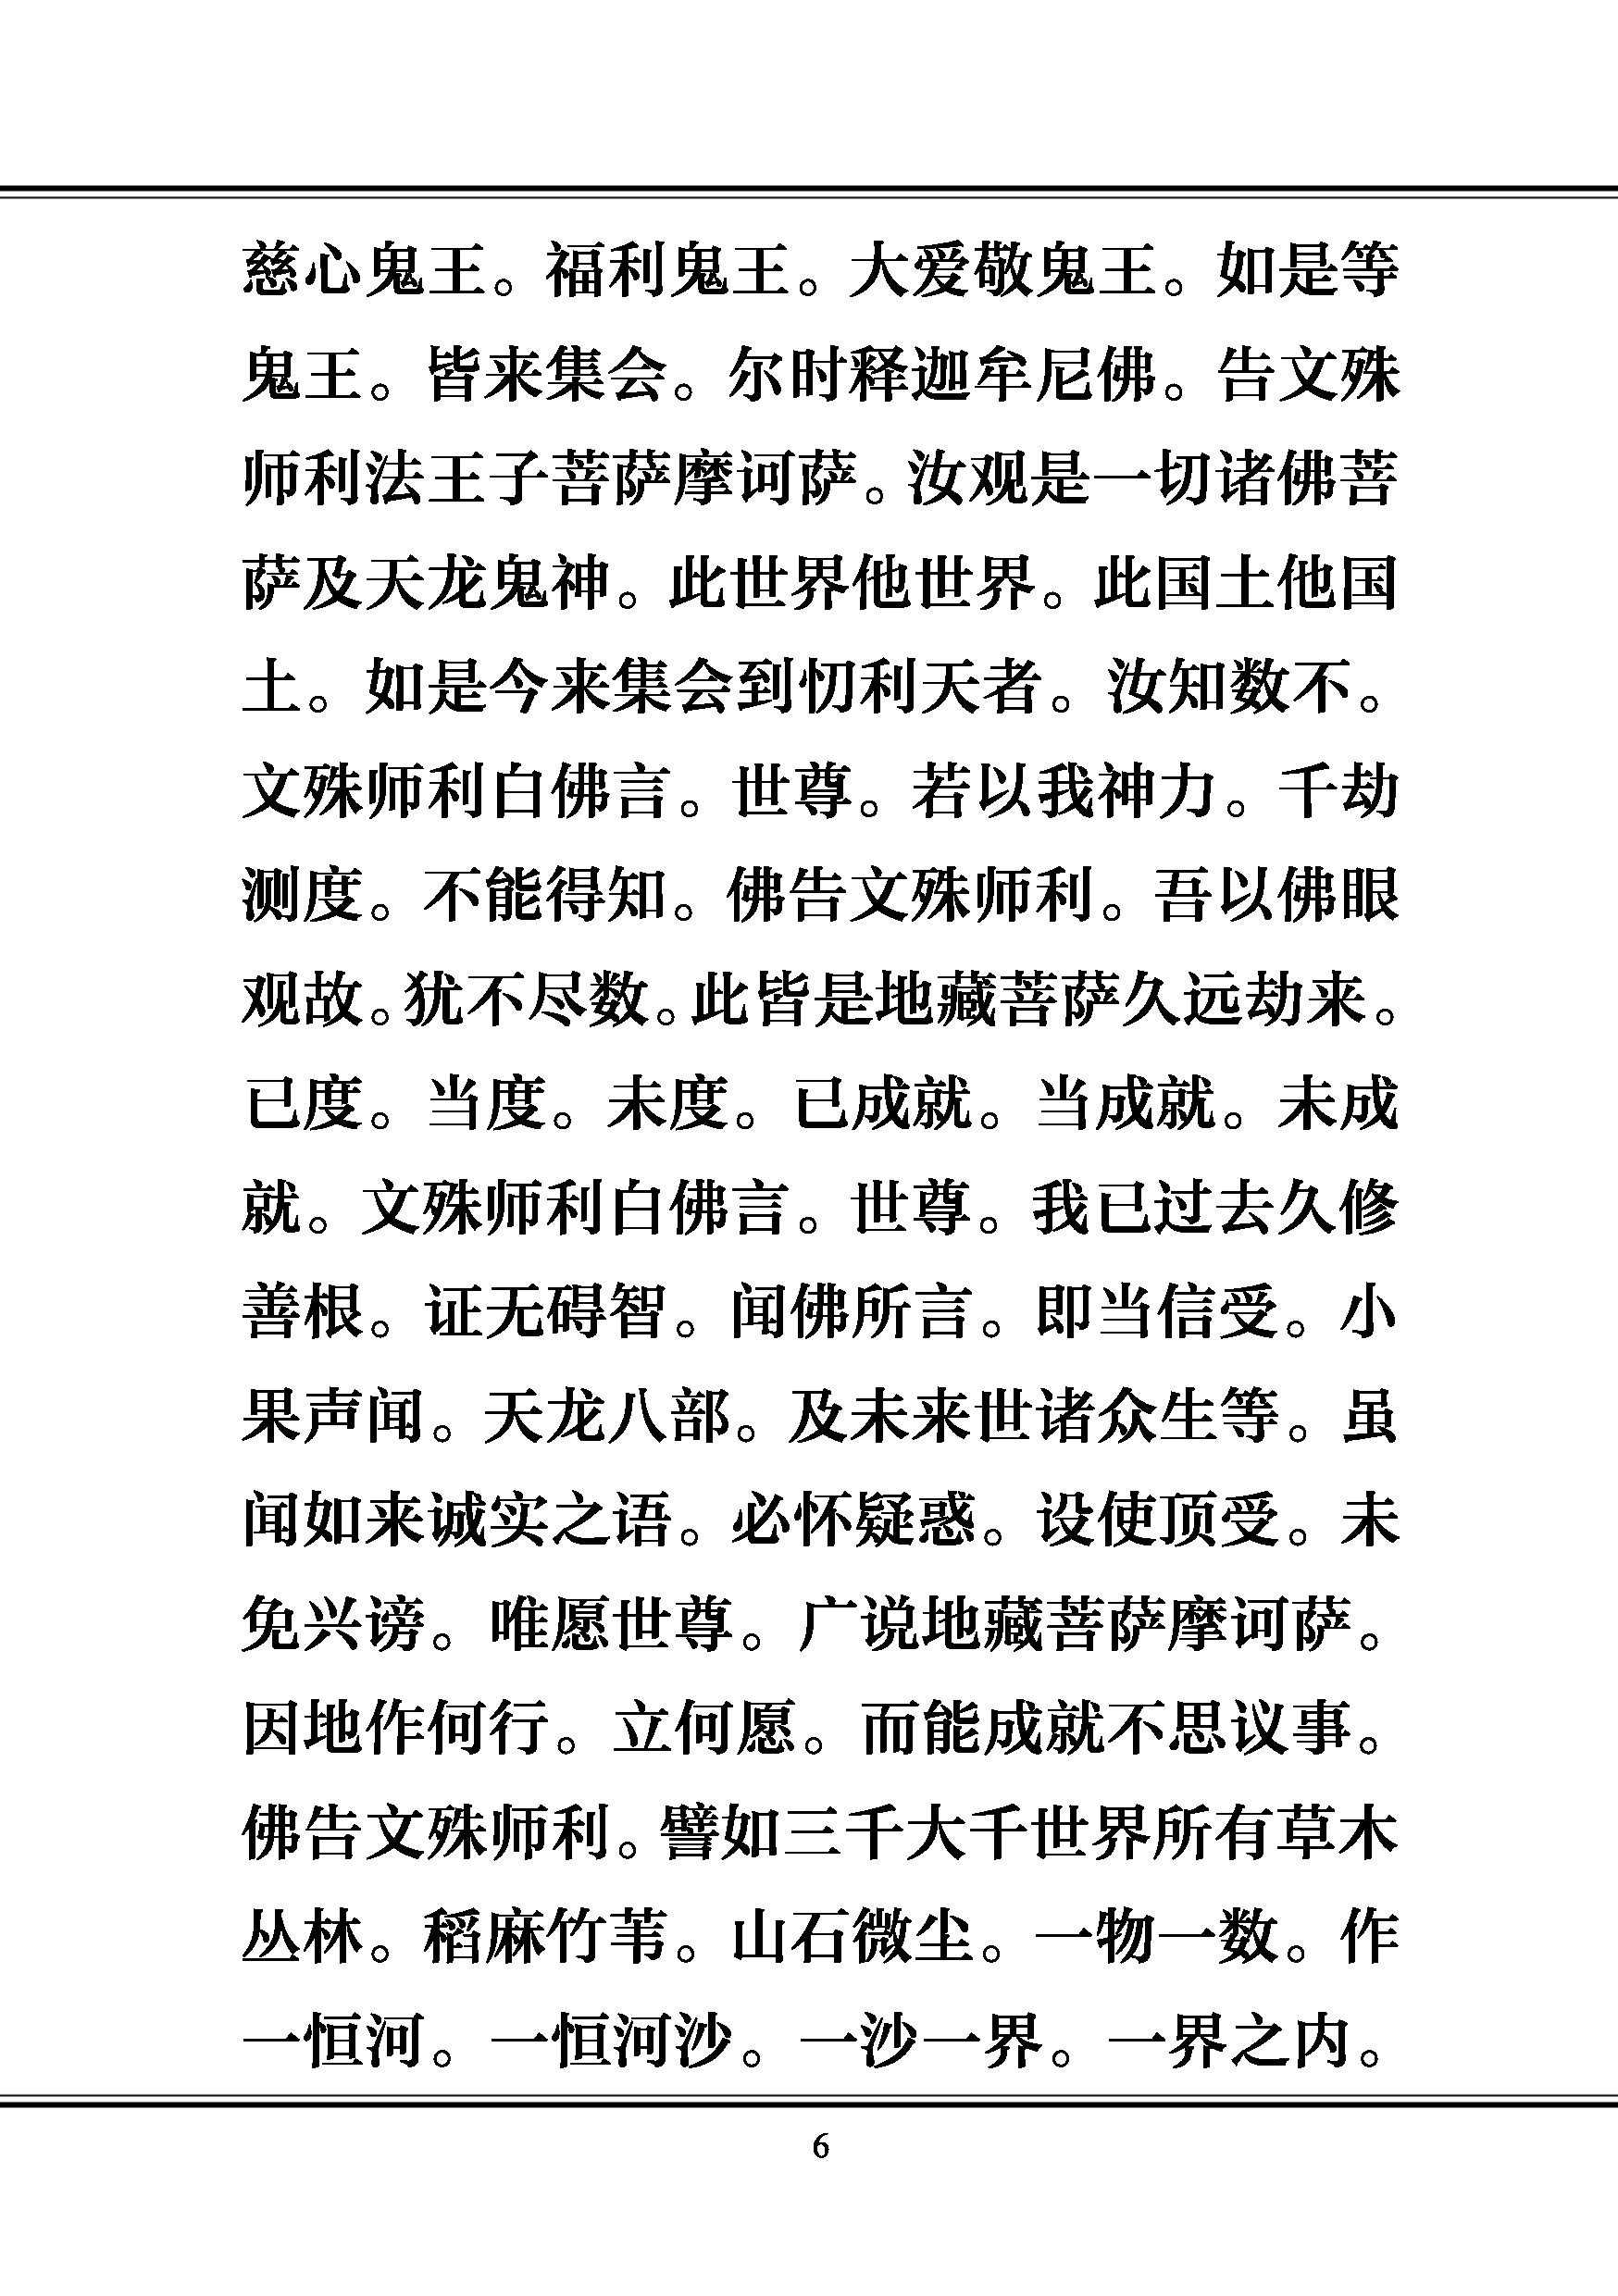 慈心鬼王。福利鬼王。大爱敬鬼王。如是等
鬼王。皆来集会。尔时释迦牟尼佛。告文殊
师利法王子菩萨摩诃萨。汝观是一切诸佛菩
萨及天龙鬼神。此世界他世界。此国土他国
土。如是今来集会到忉利天者。汝知数不。
文殊师利白佛言。世尊。若以我神力。千劫
测度。不能得知。佛告文殊师利。吾以佛眼
观故。犹不尽数。此皆是地藏菩萨久远劫来。
已度。当度。未度。已成就。当成就。未成
就。文殊师利白佛言。世尊。我已过去久修
善根。证无碍智。闻佛所言。即当信受。小
果声闻。天龙八部。及未来世诸众生等。虽
闻如来诚实之语。必怀疑惑。设使顶受。未
免兴谤。唯愿世尊。广说地藏菩萨摩诃萨。
因地作何行。立何愿。而能成就不思议事。
佛告文殊师利。譬如三千大千世界所有草木
丛林。稻麻竹苇。山石微尘。一物一数。作
一恒河。一恒河沙。一沙一界。一界之内。
6